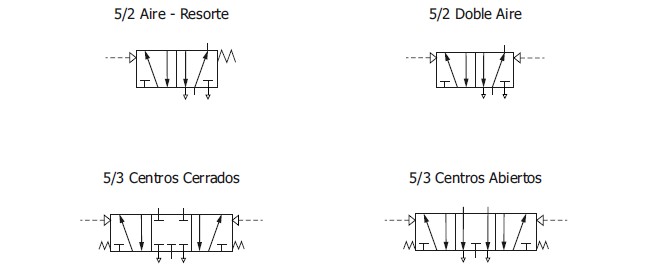 5/2 Aire - Resorte
5/2 Doble Aire
5/3 Centros Cerrados
5/3 Centros Abiertos